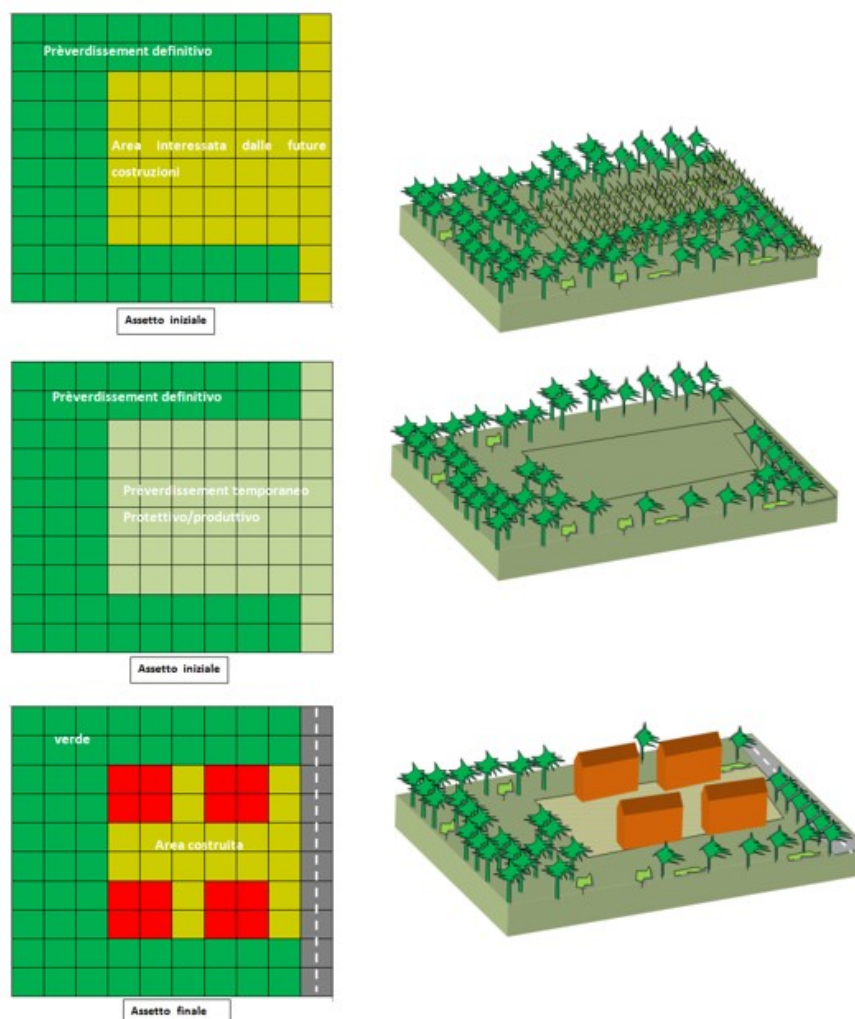 Prèverdissement definitivo
Area interessata dalle future
costruzioni
Assetto iniziale
Prèverdissement definitivo
Prèverdissement temporaneo
Protettivo/produttivo
Assetto iniziale
verde
Area costruita
Assetto finale